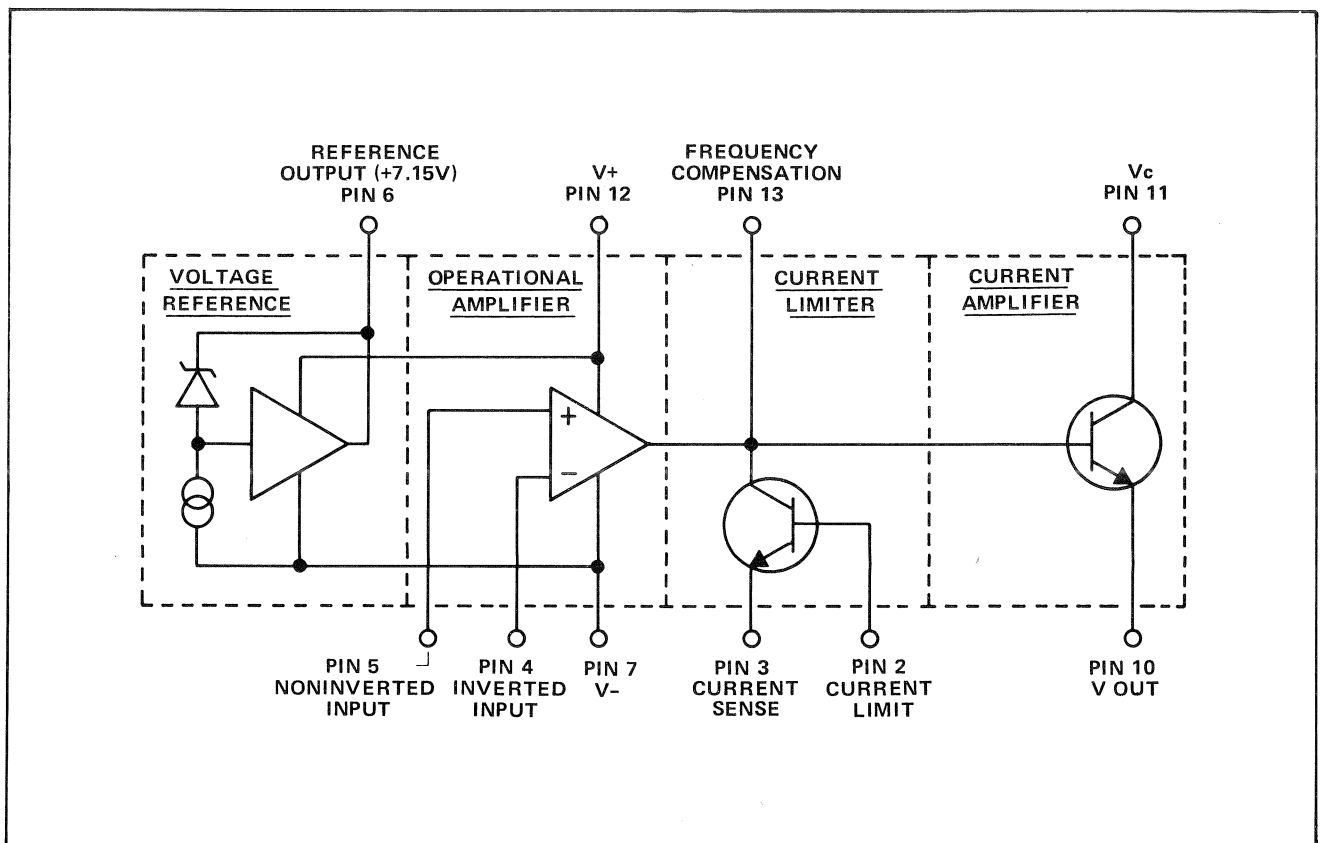 REFERENCE
OUTPUT (+7.15V)
PIN 6
V+
PIN 12
FREQUENCY
COMPENSATION
PIN 13
Vc
PIN 11
VOLTAGE
REFERENCE
OPERATIONAL
AMPLIFIER
CURRENT
LIMITER
CURRENT
AMPLIFIER
+
−
PIN 5
NONINVERTED
INPUT
PIN 4
INVERTED
INPUT
PIN 7
V−
PIN 3
CURRENT
SENSE
PIN 2
CURRENT
LIMIT
PIN 10
V OUT